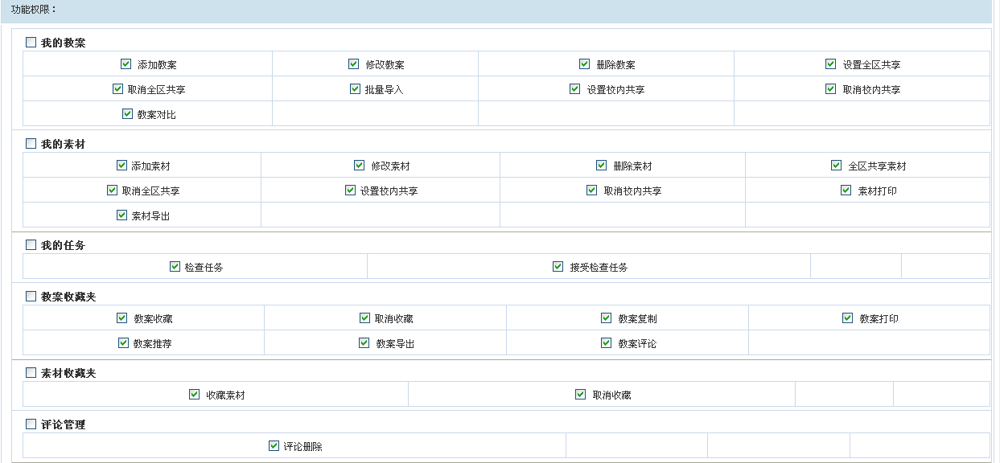 功能权限：
我的教案
添加教案 修改教案 删除教案 设置全区共享
取消全区共享 批量导入 设置校内共享 取消校内共享
教案对比
我的素材
添加素材 修改素材 删除素材 全区共享素材
取消全区共享 设置校内共享 取消校内共享 素材打印
素材导出
我的任务
检查任务 接受检查任务
教案收藏夹
教案收藏 取消收藏 教案复制 教案打印
教案推荐 教案导出 教案评论
素材收藏夹
收藏素材 取消收藏
评论管理
评论删除